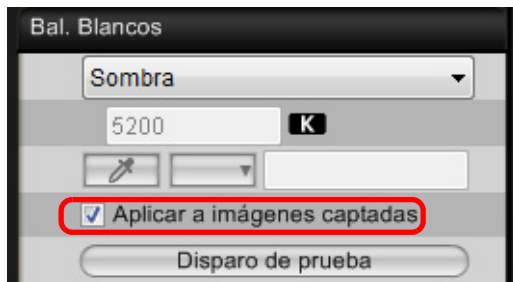 Bal. Blancos
Sombra
5200 K
Aplicar a imágenes captadas
Disparo de prueba